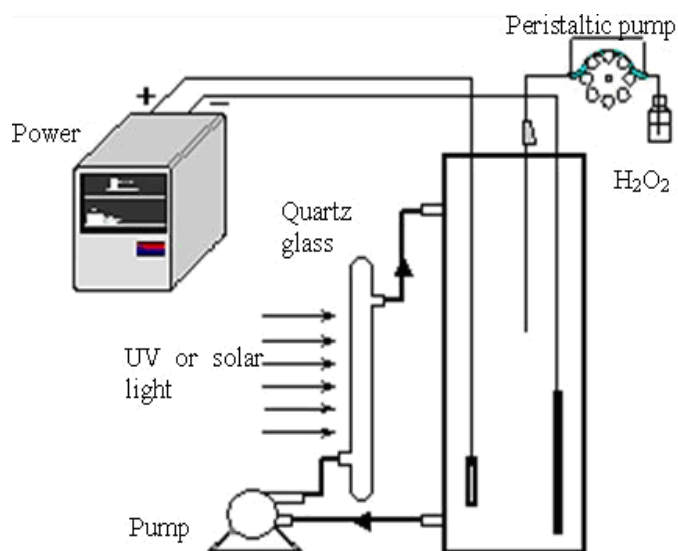 Peristaltic pump
+
−
Power
H₂O₂
Quartz
glass
UV or solar
light
Pump